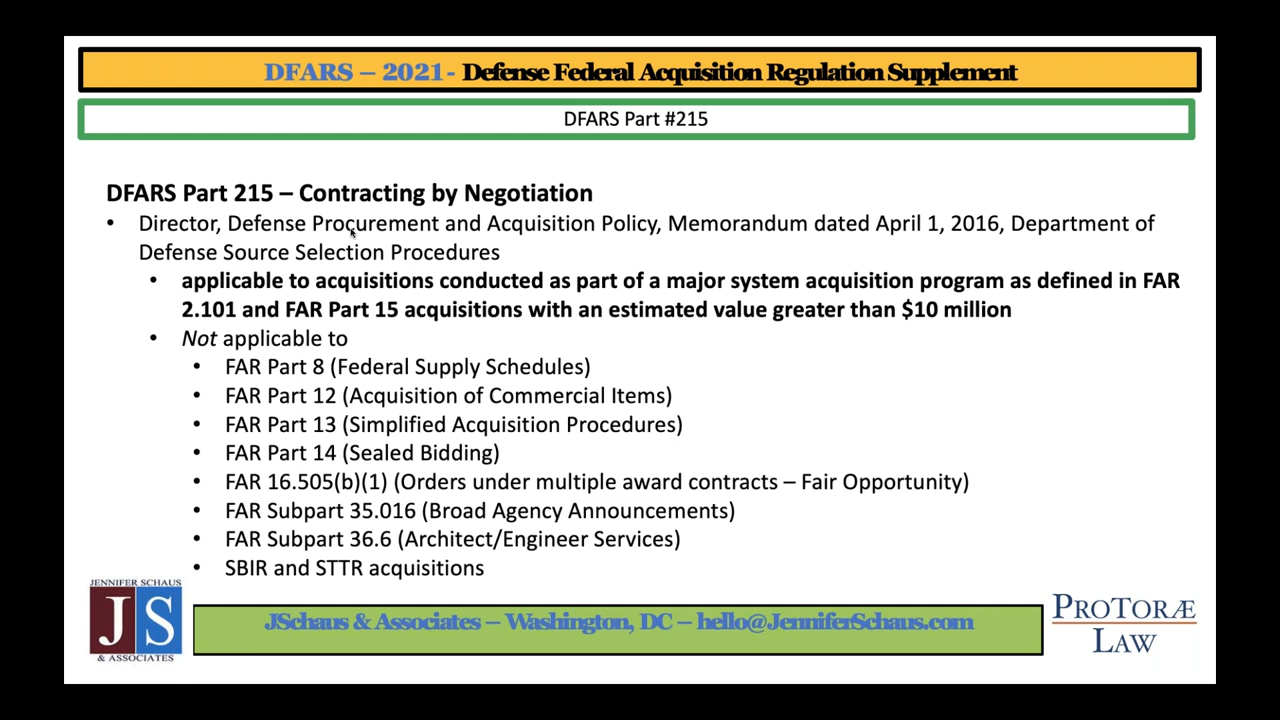 DFARS – 2021- Defense Federal Acquisition Regulation Supplement
DFARS Part #215
DFARS Part 215 – Contracting by Negotiation
• Director, Defense Procurement and Acquisition Policy, Memorandum dated April 1, 2016, Department of
Defense Source Selection Procedures
• applicable to acquisitions conducted as part of a major system acquisition program as defined in FAR
2.101 and FAR Part 15 acquisitions with an estimated value greater than $10 million
• Not applicable to
• FAR Part 8 (Federal Supply Schedules)
• FAR Part 12 (Acquisition of Commercial Items)
• FAR Part 13 (Simplified Acquisition Procedures)
• FAR Part 14 (Sealed Bidding)
• FAR 16.505(b)(1) (Orders under multiple award contracts – Fair Opportunity)
• FAR Subpart 35.016 (Broad Agency Announcements)
• FAR Subpart 36.6 (Architect/Engineer Services)
• SBIR and STTR acquisitions
JENNIFER SCHAUS
JS
& ASSOCIATES
JSchaus & Associates – Washington, DC – hello@JenniferSchaus.com
PROTORÆ
LAW